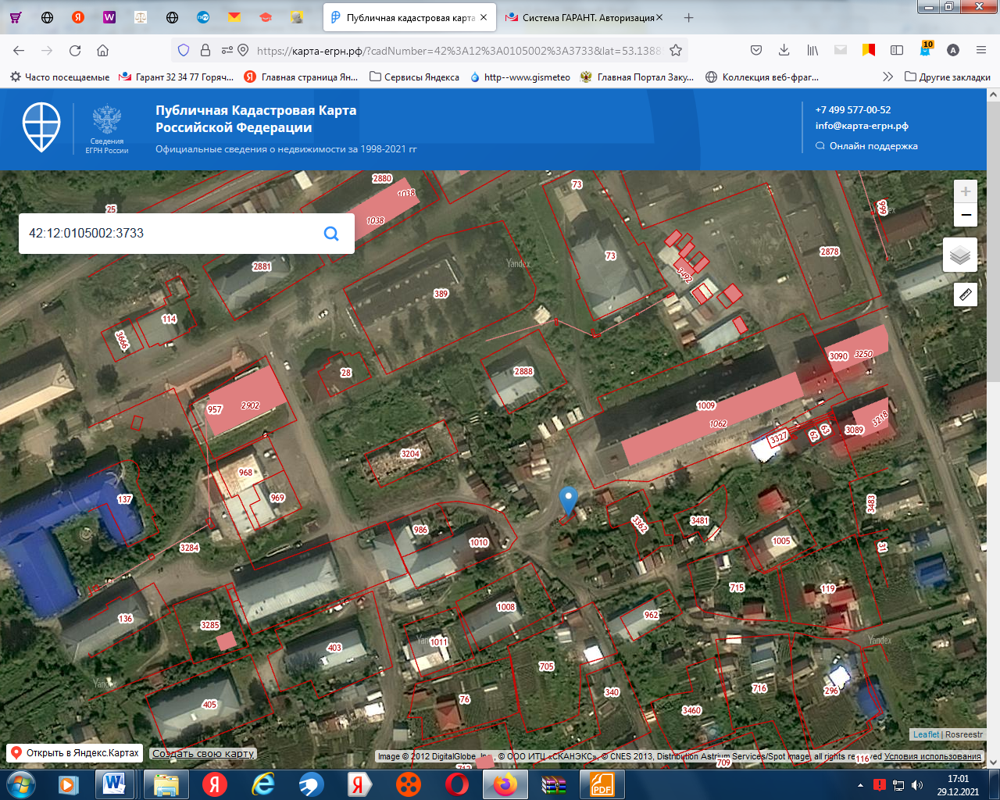 Публичная кадастровая карта
Система ГАРАНТ. Авторизация
https://карта-егрн.рф/?cadNumber=42%3A12%3A0105002%3A3733&lat=53.1388
10
Часто посещаемые
Гарант 32 34 77 Горяч...
Главная страница Ян...
Сервисы Яндекса
http--www.gismeteo
Главная Портал Заку...
Коллекция веб-фраг...
Другие закладки
Сведения
ЕГРН России
Публичная Кадастровая Карта
Российской Федерации
Официальные сведения о недвижимости за 1998-2021 гг
+7 499 577-00-52
info@карта-егрн.рф
Онлайн поддержка
42:12:0105002:3733
25
2880
1038
1038
73
666
Yandex
2881
Yandex
73
3492
2878
389
114
3666
28
2888
3090
3250
957
2902
1009
1062
3089
3218
3204
3327
62
63
968
969
137
3483
3362
3481
986
1010
1005
31
3284
715
119
136
3285
1008
962
403
1011
Yandex
Yandex
705
716
296
76
340
3460
405
Yandex
Leaflet | Rosreestr
Открыть в Яндекс.Картах
Создать свою карту
Image © 2012 DigitalGlobe, Inc., © ООО ИТЦ «СКАНЭКС», © CNES 2013, Distribution Astrium Services/Spot Image, all rights reserved Условия использования
709
116
17:01
29.12.2021